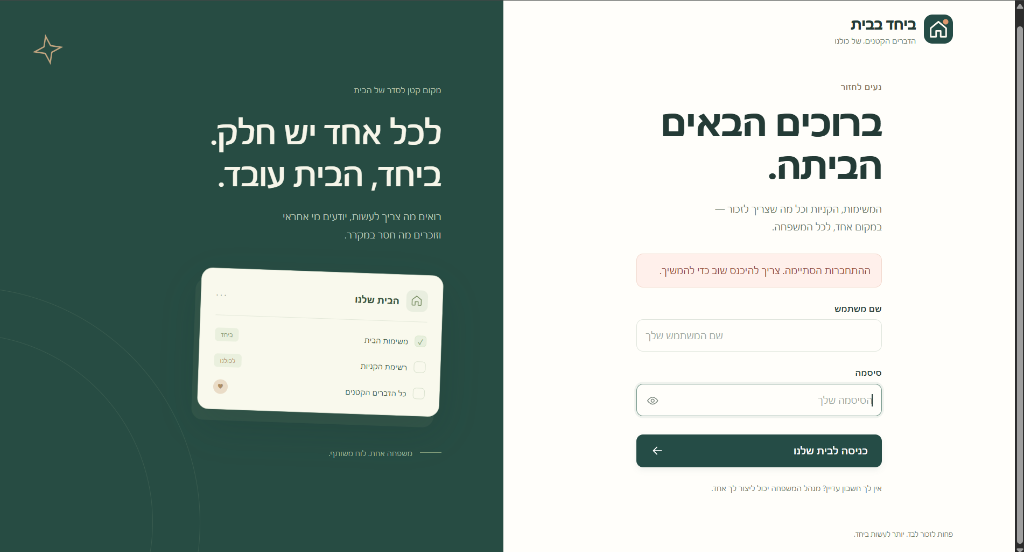 ביחד בבית
הדברים הקטנים, של כולנו
נעים לחזור
ברוכים הבאים
הביתה.
המשימות, הקניות וכל מה שצריך לזכור —
במקום אחד, לכל המשפחה.
ההתחברות הסתיימה. צריך להיכנס שוב כדי להמשיך.
שם משתמש
שם המשתמש שלך
סיסמה
הסיסמה שלך
כניסה לבית שלנו
אין לך חשבון עדיין? מנהל המשפחה יכול ליצור לך אחד.
פחות לזכור לבד. יותר לעשות ביחד.
מקום קטן לסדר של הבית
לכל אחד יש חלק.
ביחד, הבית עובד.
רואים מה צריך לעשות, יודעים מי אחראי
וזוכרים מה חסר במקרר.
הבית שלנו
משימות הבית
ביחד
רשימת הקניות
לכולנו
כל הדברים הקטנים
משפחה אחת. לוח משותף.